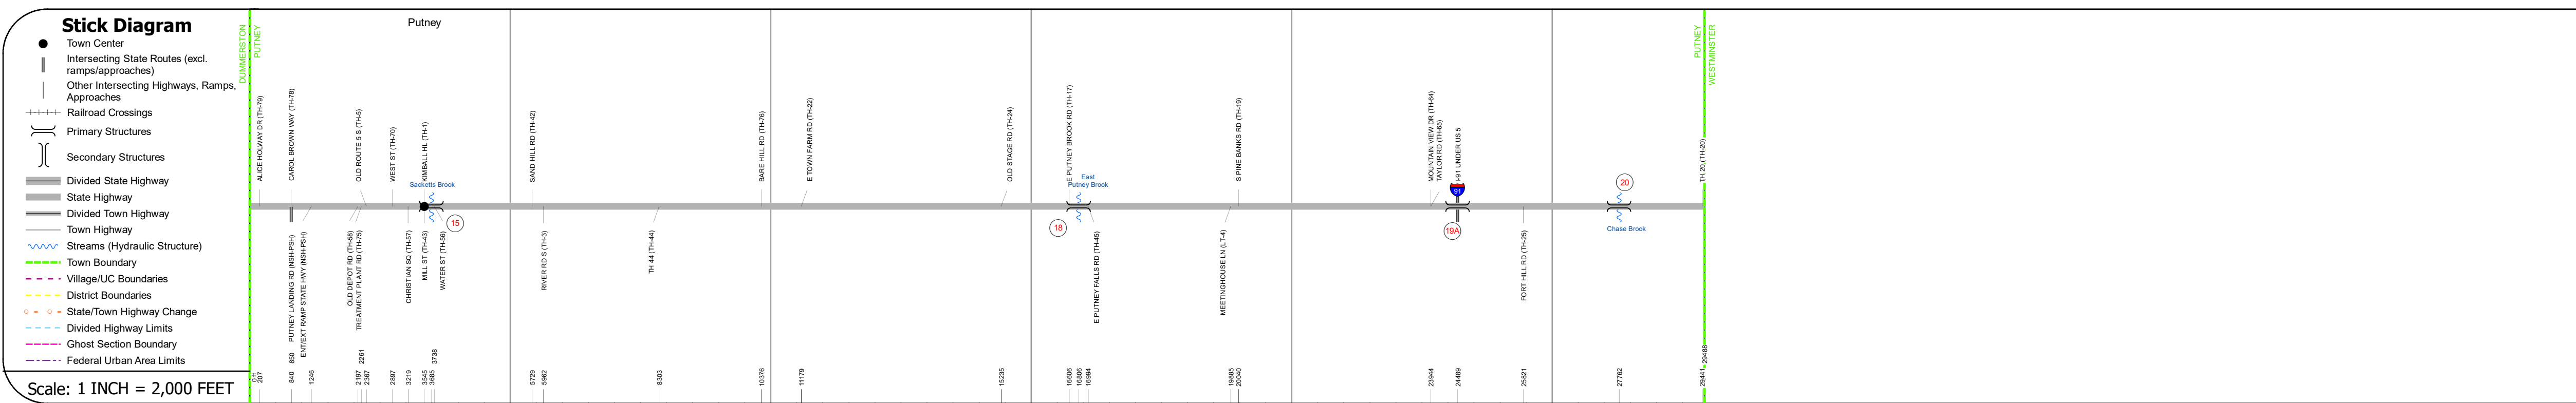 Stick Diagram
Town Center
Intersecting State Routes (excl.
ramps/approaches)
Other Intersecting Highways, Ramps,
Approaches
Railroad Crossings
Primary Structures
Secondary Structures
Divided State Highway
State Highway
Divided Town Highway
Town Highway
Streams (Hydraulic Structure)
Town Boundary
Village/UC Boundaries
District Boundaries
State/Town Highway Change
Divided Highway Limits
Ghost Section Boundary
Federal Urban Area Limits
Scale: 1 INCH = 2,000 FEET
Putney
DUMMERSTON
PUTNEY
PUTNEY
WESTMINSTER
ALICE HOLWAY DR (TH-79)
CAROL BROWN WAY (TH-78)
OLD ROUTE 5 S (TH-5)
WEST ST (TH-70)
KIMBALL HL (TH-1)
Sacketts Brook
SAND HILL RD (TH-42)
BARE HILL RD (TH-76)
E TOWN FARM RD (TH-22)
OLD STAGE RD (TH-24)
E PUTNEY BROOK RD (TH-17)
East
Putney Brook
S PINE BANKS RD (TH-19)
MOUNTAIN VIEW DR (TH-64)
TAYLOR RD (TH-65)
I-91 UNDER US 5
91
20
TH 20 (TH-20)
15
18
19A
Chase Brook
PUTNEY LANDING RD (NSH-PSH)
ENT/EXT RAMP STATE HWY (NSH-PSH)
OLD DEPOT RD (TH-58)
TREATMENT PLANT RD (TH-75)
CHRISTIAN SQ (TH-57)
MILL ST (TH-43)
WATER ST (TH-56)
RIVER RD S (TH-3)
TH 44 (TH-44)
E PUTNEY FALLS RD (TH-45)
MEETINGHOUSE LN (LT-4)
FORT HILL RD (TH-25)
0 ft
207
840
850
1246
2197
2261
2367
2897
3219
3545
3685
3738
5729
5962
8303
10376
11179
15235
16606
16806
16994
19885
20040
23944
24489
25821
27762
29441
29488